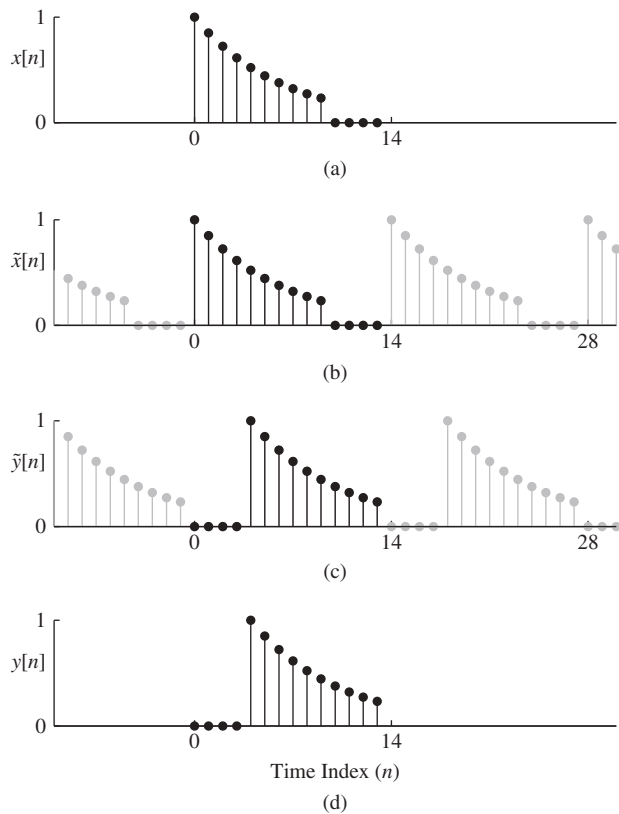 1
x[n]
0
0 14
(a)
1
x̃[n]
0
0 14 28
(b)
1
ỹ[n]
0
0 14 28
(c)
1
y[n]
0
0 14
Time Index (n)
(d)